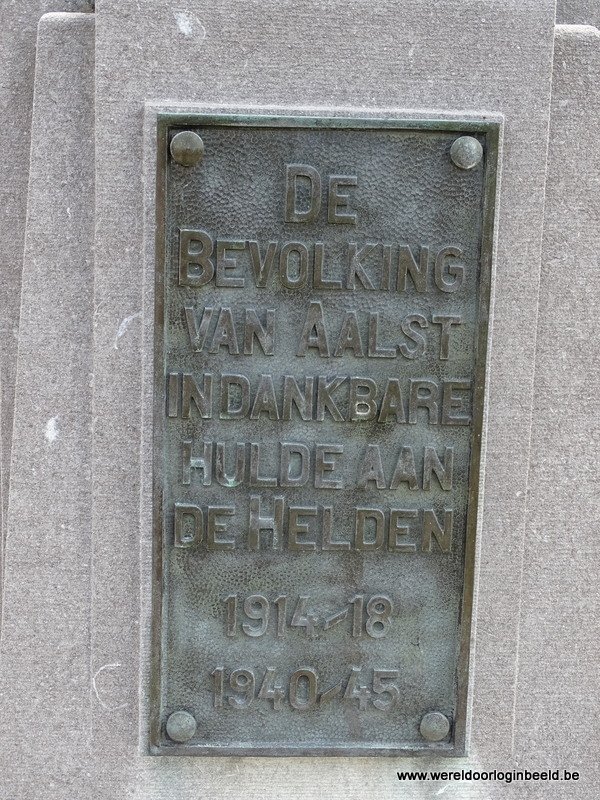 DE
BEVOLKING
VAN AALST
IN DANKBARE
HULDE AAN
DE HELDEN
1914-18
1940-45
www.wereldoorloginbeeld.be